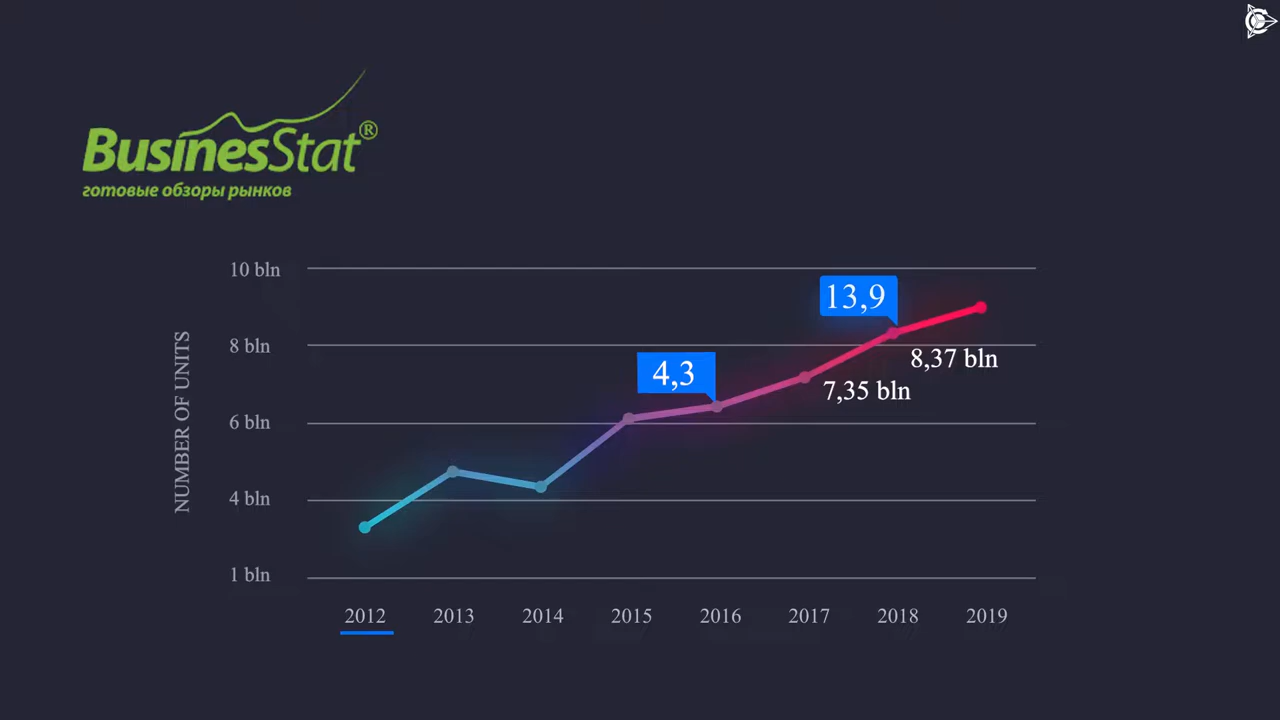 BusinesStat®
готовые обзоры рынков
10 bln
8 bln
6 bln
4 bln
1 bln
NUMBER OF UNITS
4,3
13,9
7,35 bln
8,37 bln
2012 2013 2014 2015 2016 2017 2018 2019